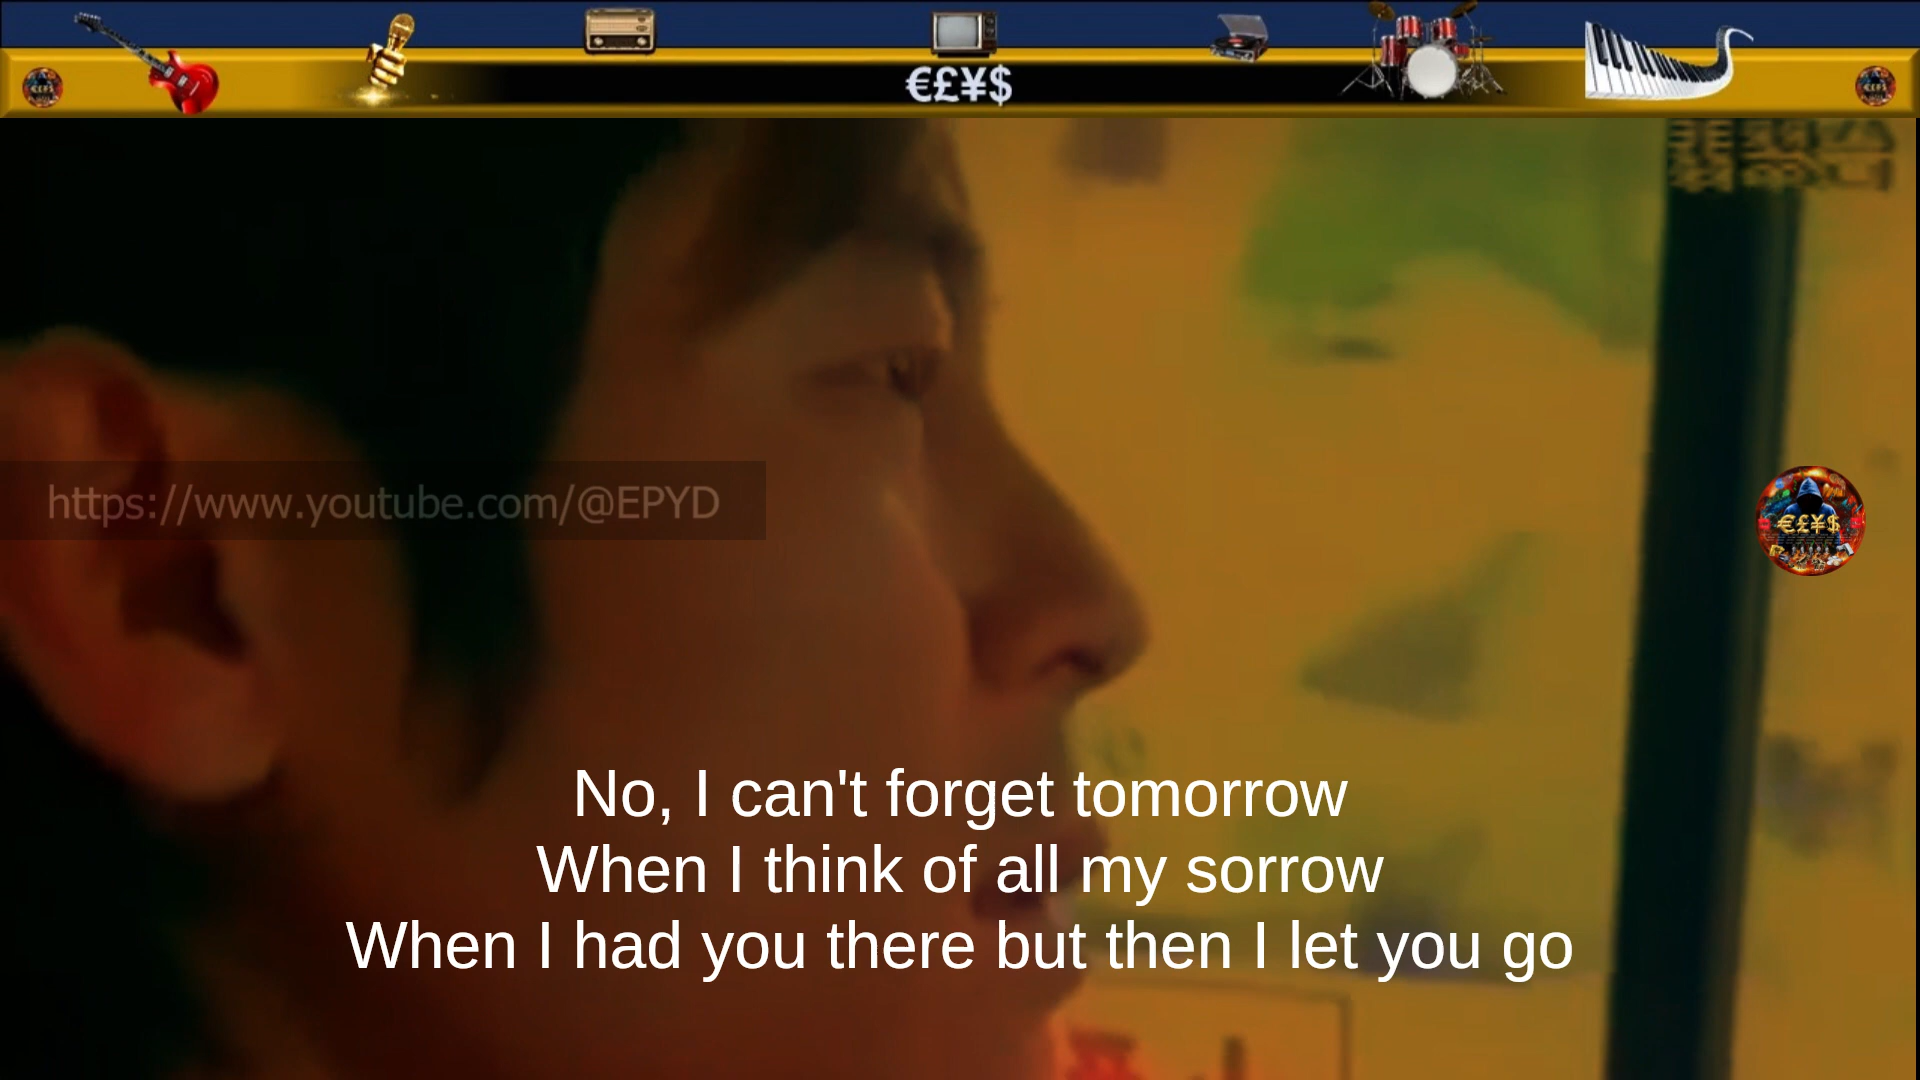 €£¥$
https://www.youtube.com/@EPYD
€£¥$
No, I can't forget tomorrow
When I think of all my sorrow
When I had you there but then I let you go